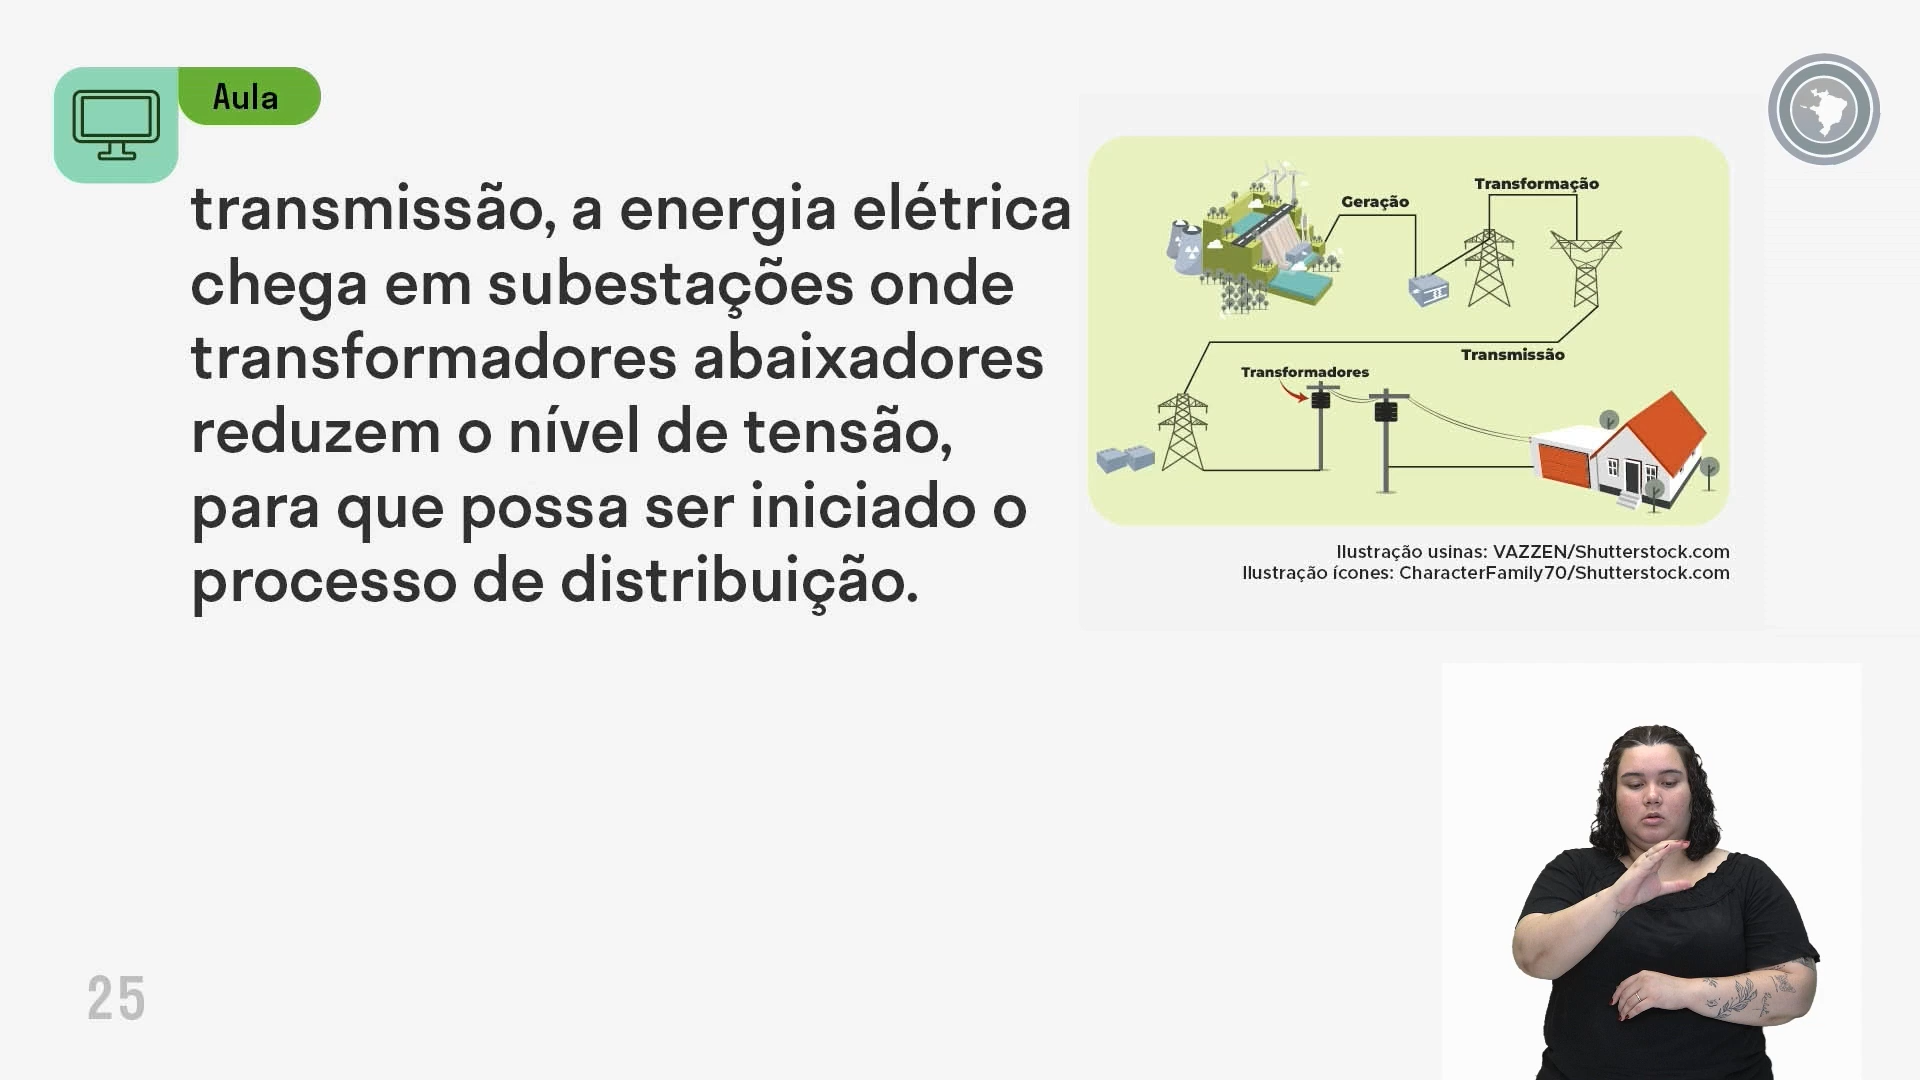 Aula
transmissão, a energia elétrica
chega em subestações onde
transformadores abaixadores
reduzem o nível de tensão,
para que possa ser iniciado o
processo de distribuição.
Geração
Transformação
Transmissão
Transformadores
Ilustração usinas: VAZZEN/Shutterstock.com
Ilustração ícones: CharacterFamily70/Shutterstock.com
25